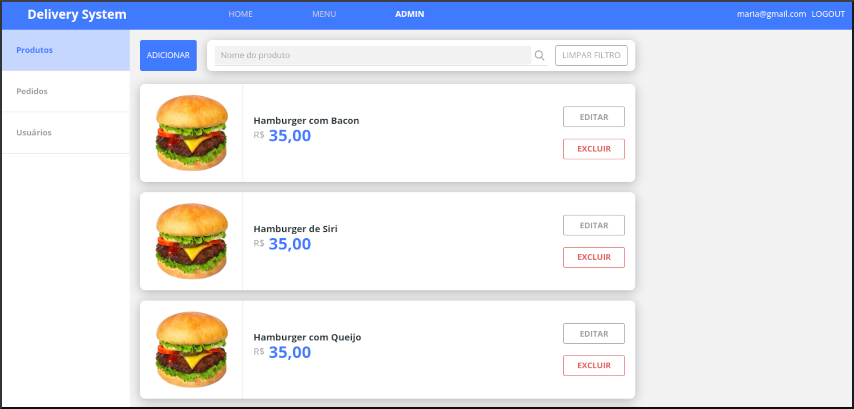 Delivery System HOME MENU ADMIN maria@gmail.com LOGOUT
Produtos
Pedidos
Usuários
ADICIONAR Nome do produto LIMPAR FILTRO
Hamburger com Bacon
R$ 35,00
EDITAR
EXCLUIR
Hamburger de Siri
R$ 35,00
EDITAR
EXCLUIR
Hamburger com Queijo
R$ 35,00
EDITAR
EXCLUIR